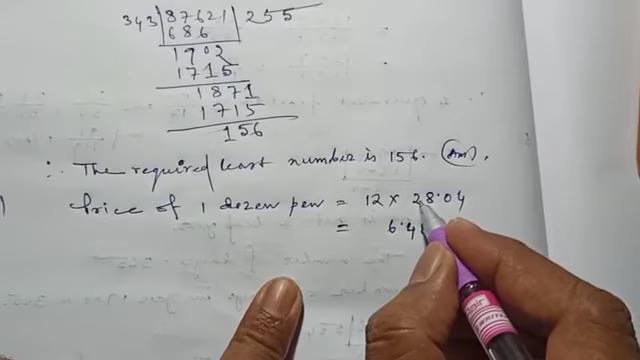 343) 87621 ( 255
686
1902
1715
1871
1715
156
∴ The required least number is 156. (Ans).
Price of 1 dozen pen = 12 × 28.04
= 6.4